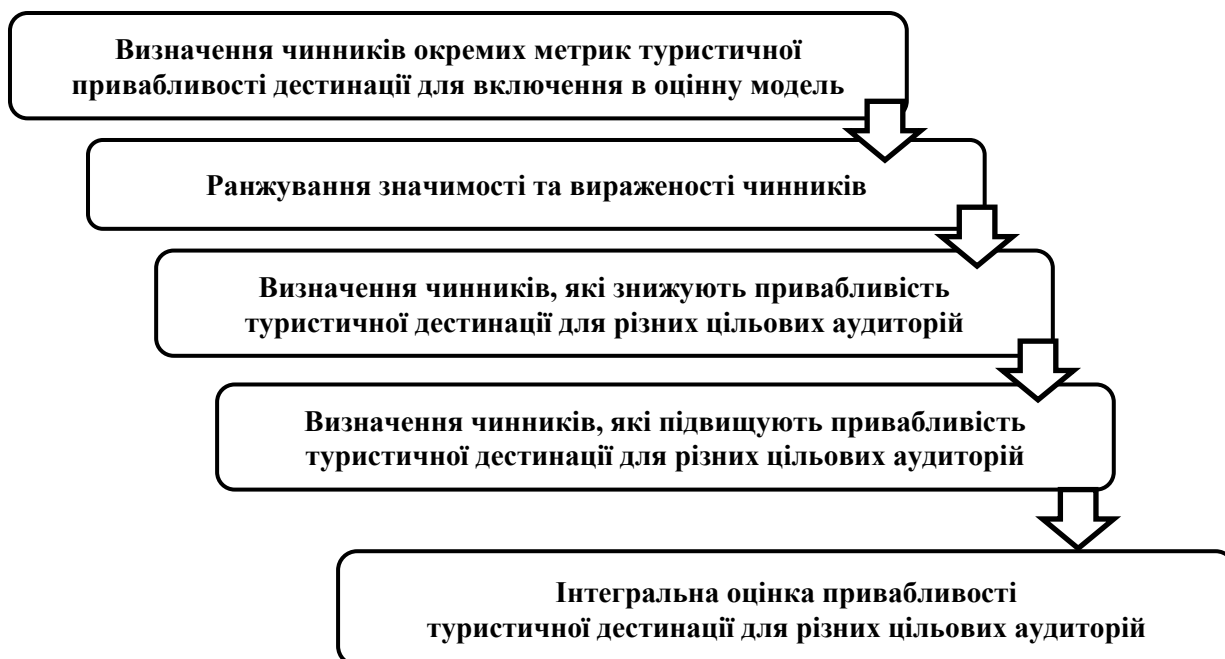 Визначення чинників окремих метрик туристичної
привабливості дестинації для включення в оцінну модель
Ранжування значимості та вираженості чинників
Визначення чинників, які знижують привабливість
туристичної дестинації для різних цільових аудиторій
Визначення чинників, які підвищують привабливість
туристичної дестинації для різних цільових аудиторій
Інтегральна оцінка привабливості
туристичної дестинації для різних цільових аудиторій